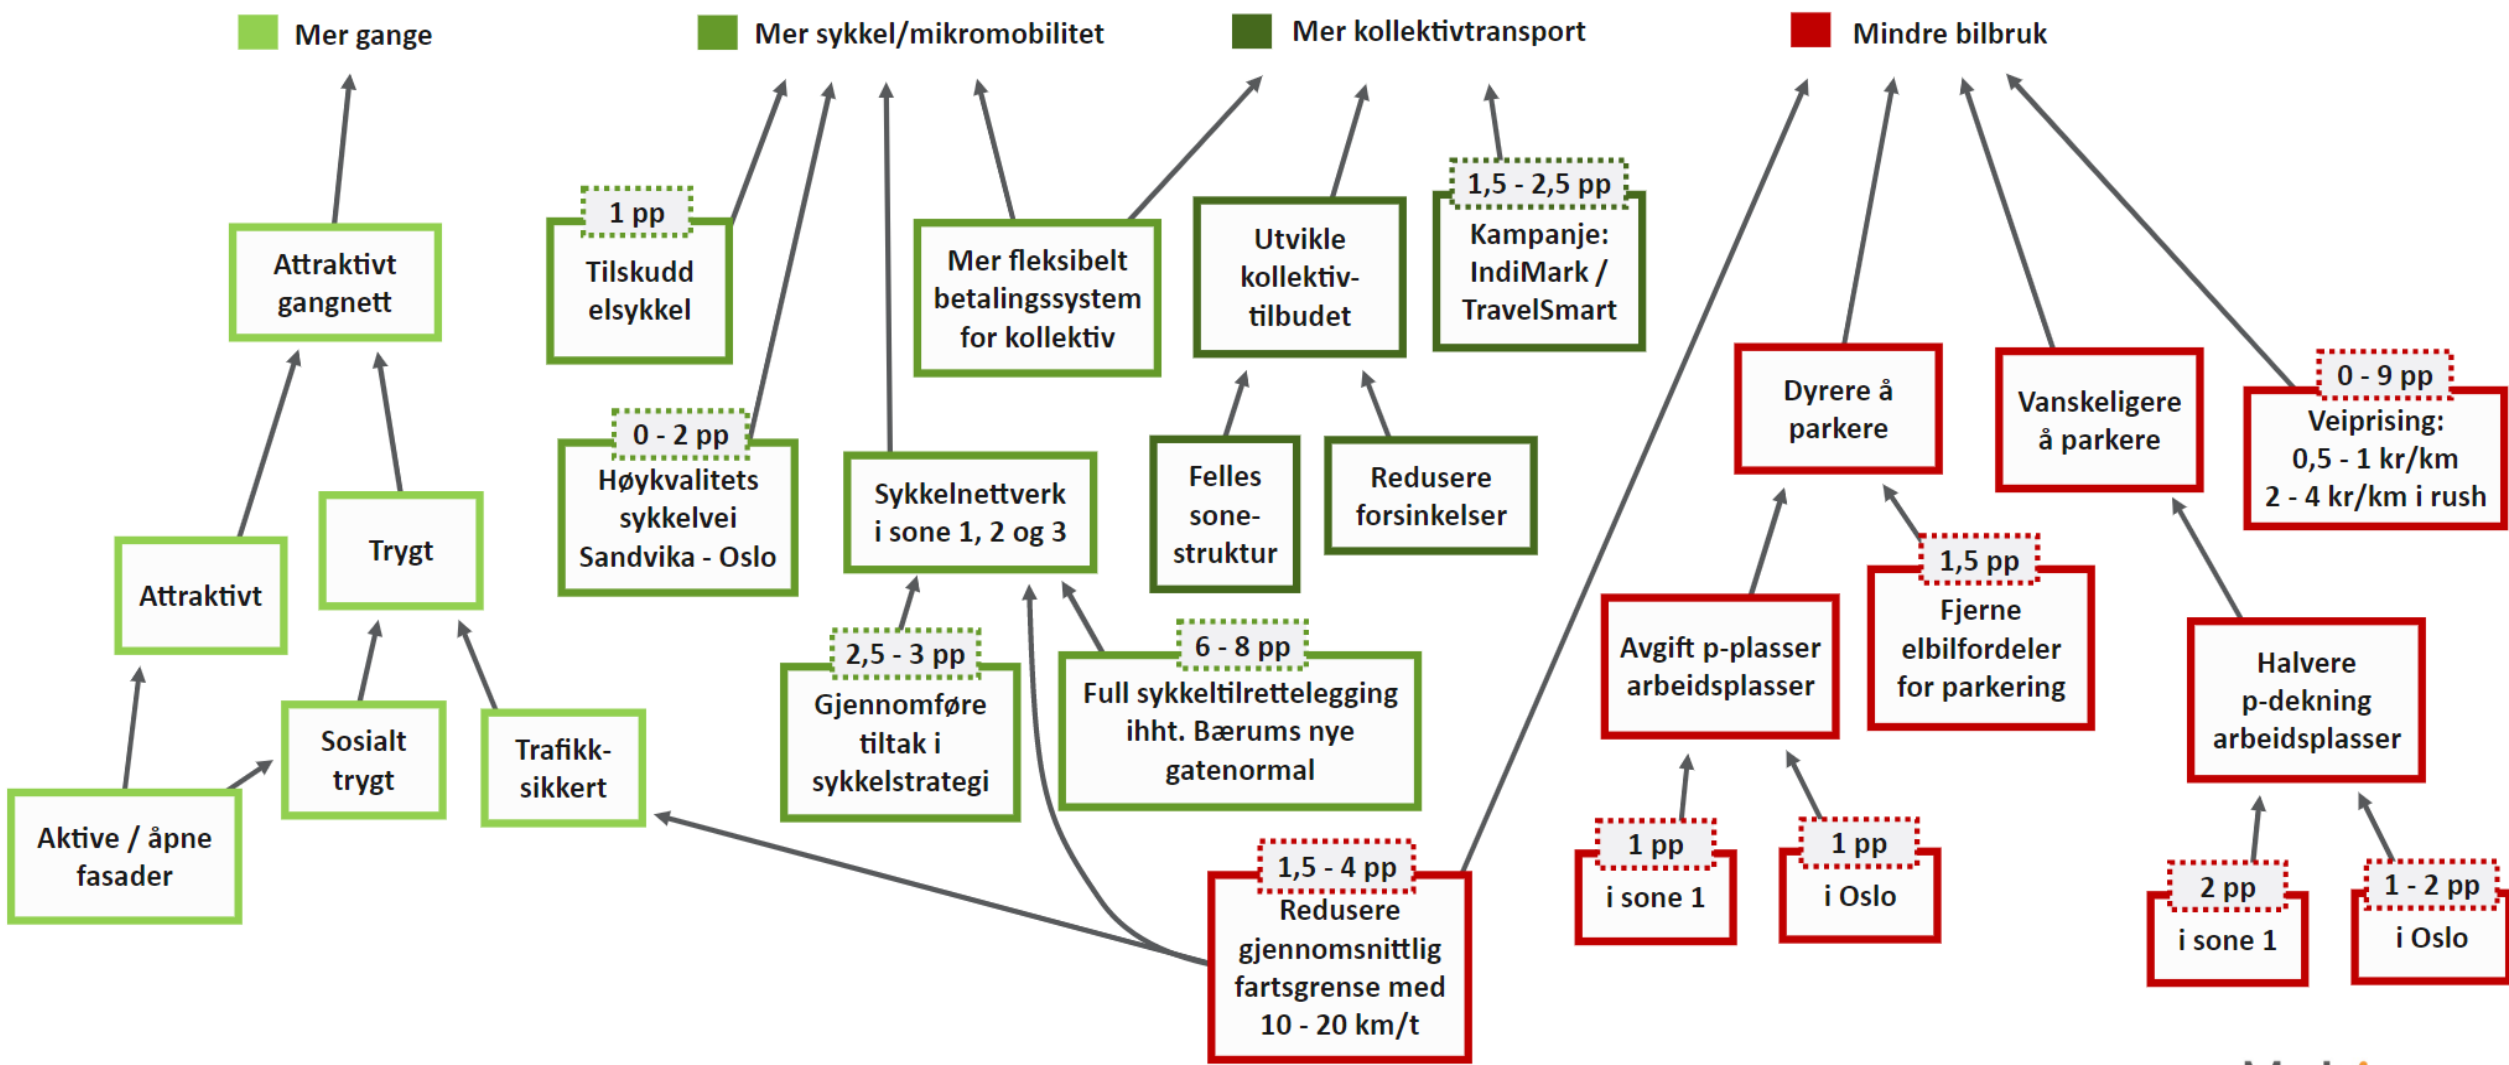 Mer gange
Mer sykkel/mikromobilitet
Mer kollektivtransport
Mindre bilbruk
Attraktivt
gangnett
1 pp
Tilskudd
elsykkel
Mer fleksibelt
betalingssystem
for kollektiv
Utvikle
kollektiv-
tilbudet
1,5 - 2,5 pp
Kampanje:
IndiMark /
TravelSmart
Dyrere å
parkere
Vanskeligere
å parkere
0 - 9 pp
Veiprising:
0,5 - 1 kr/km
2 - 4 kr/km i rush
0 - 2 pp
Høykvalitets
sykkelvei
Sandvika - Oslo
Sykkelnettverk
i sone 1, 2 og 3
Felles
sone-
struktur
Redusere
forsinkelser
Attraktivt
Trygt
1,5 pp
Fjerne
elbilfordeler
for parkering
Avgift p-plasser
arbeidsplasser
Halvere
p-dekning
arbeidsplasser
2,5 - 3 pp
Gjennomføre
tiltak i
sykkelstrategi
6 - 8 pp
Full sykkeltilrettelegging
ihht. Bærums nye
gatenormal
Sosialt
trygt
Trafikk-
sikkert
Aktive / åpne
fasader
1,5 - 4 pp
Redusere
gjennomsnittlig
fartsgrense med
10 - 20 km/t
1 pp
i sone 1
1 pp
i Oslo
2 pp
i sone 1
1 - 2 pp
i Oslo